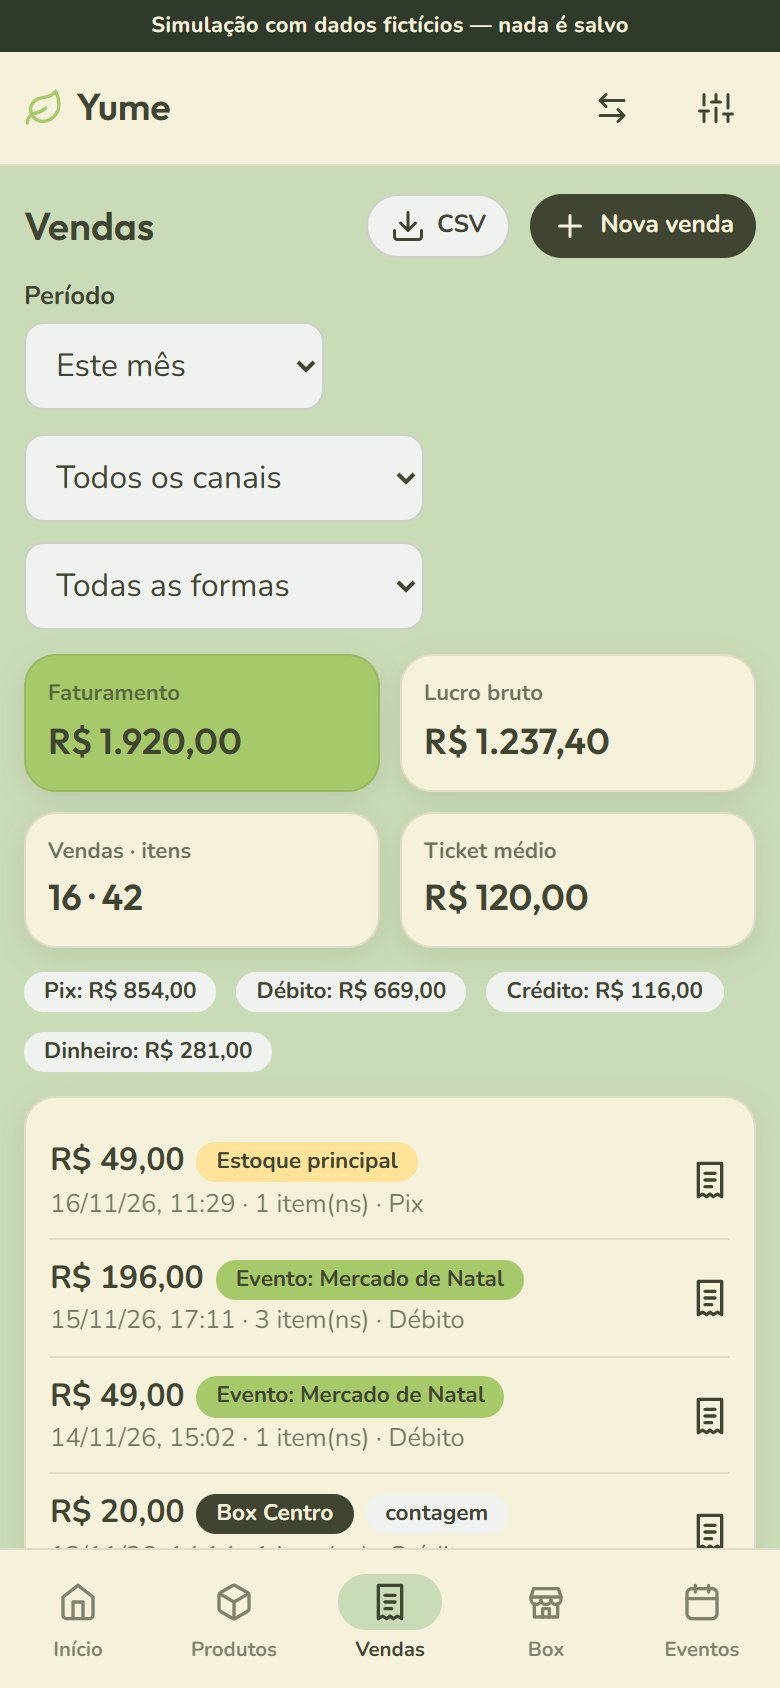 Simulação com dados fictícios — nada é salvo
Yume
Vendas
CSV
Nova venda
Período
Este mês
Todos os canais
Todas as formas
Faturamento
R$ 1.920,00
Lucro bruto
R$ 1.237,40
Vendas · itens
16 · 42
Ticket médio
R$ 120,00
Pix: R$ 854,00
Débito: R$ 669,00
Crédito: R$ 116,00
Dinheiro: R$ 281,00
R$ 49,00 Estoque principal
16/11/26, 11:29 · 1 item(ns) · Pix
R$ 196,00 Evento: Mercado de Natal
15/11/26, 17:11 · 3 item(ns) · Débito
R$ 49,00 Evento: Mercado de Natal
14/11/26, 15:02 · 1 item(ns) · Débito
R$ 20,00 Box Centro contagem
Início
Produtos
Vendas
Box
Eventos